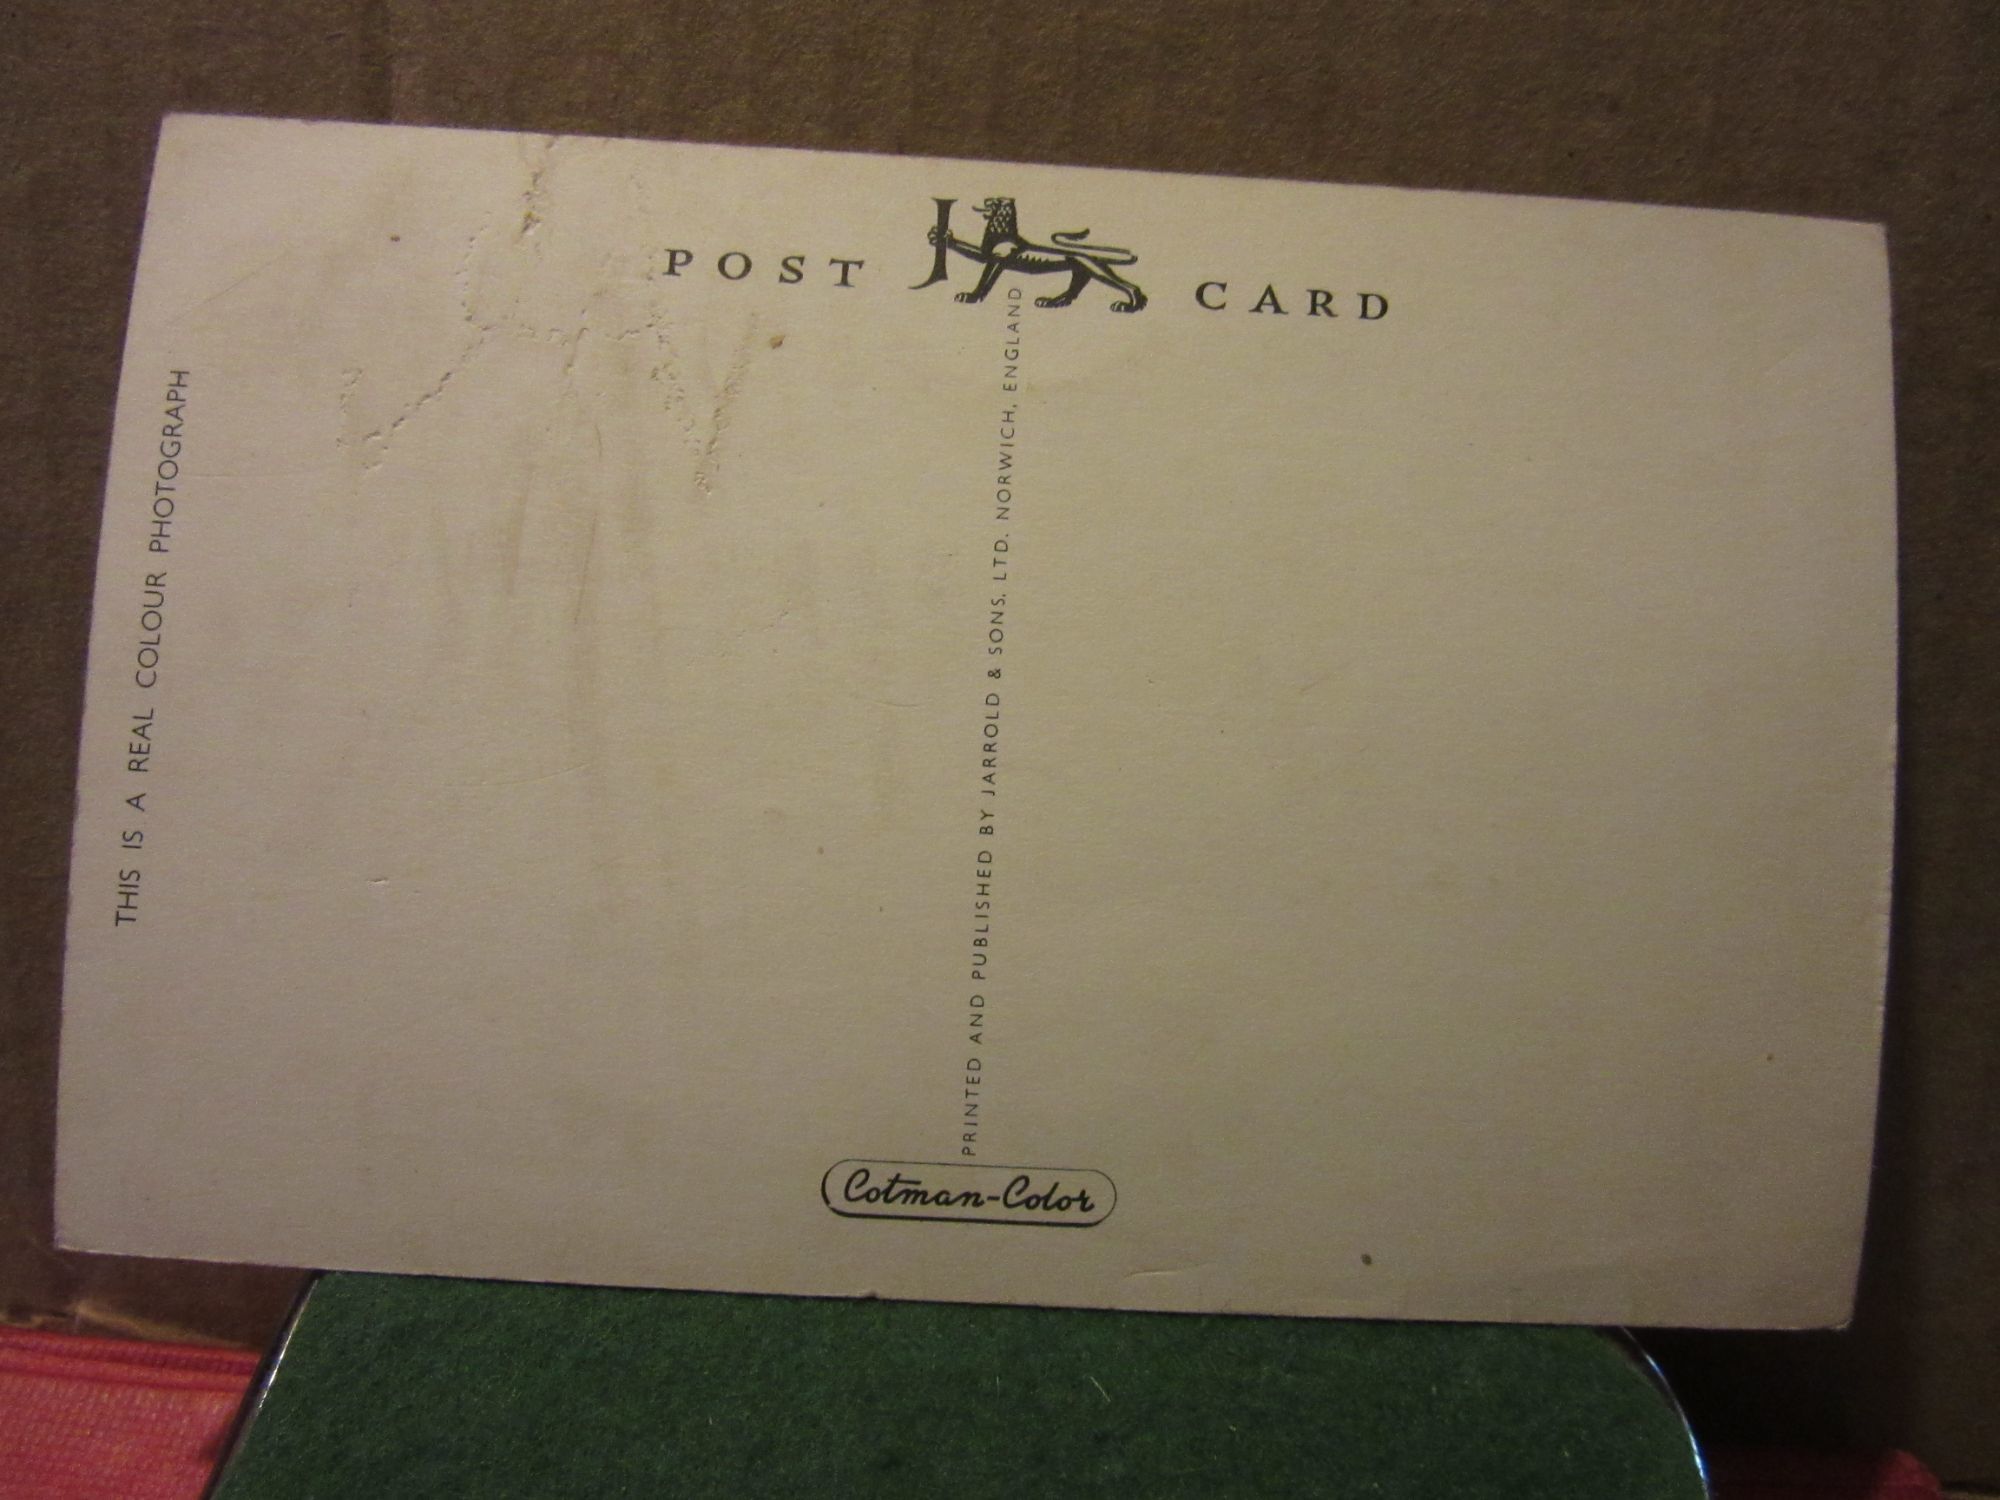 POST J CARD
THIS IS A REAL COLOUR PHOTOGRAPH
PRINTED AND PUBLISHED BY JARROLD & SONS, LTD. NORWICH, ENGLAND
Cotman-Color